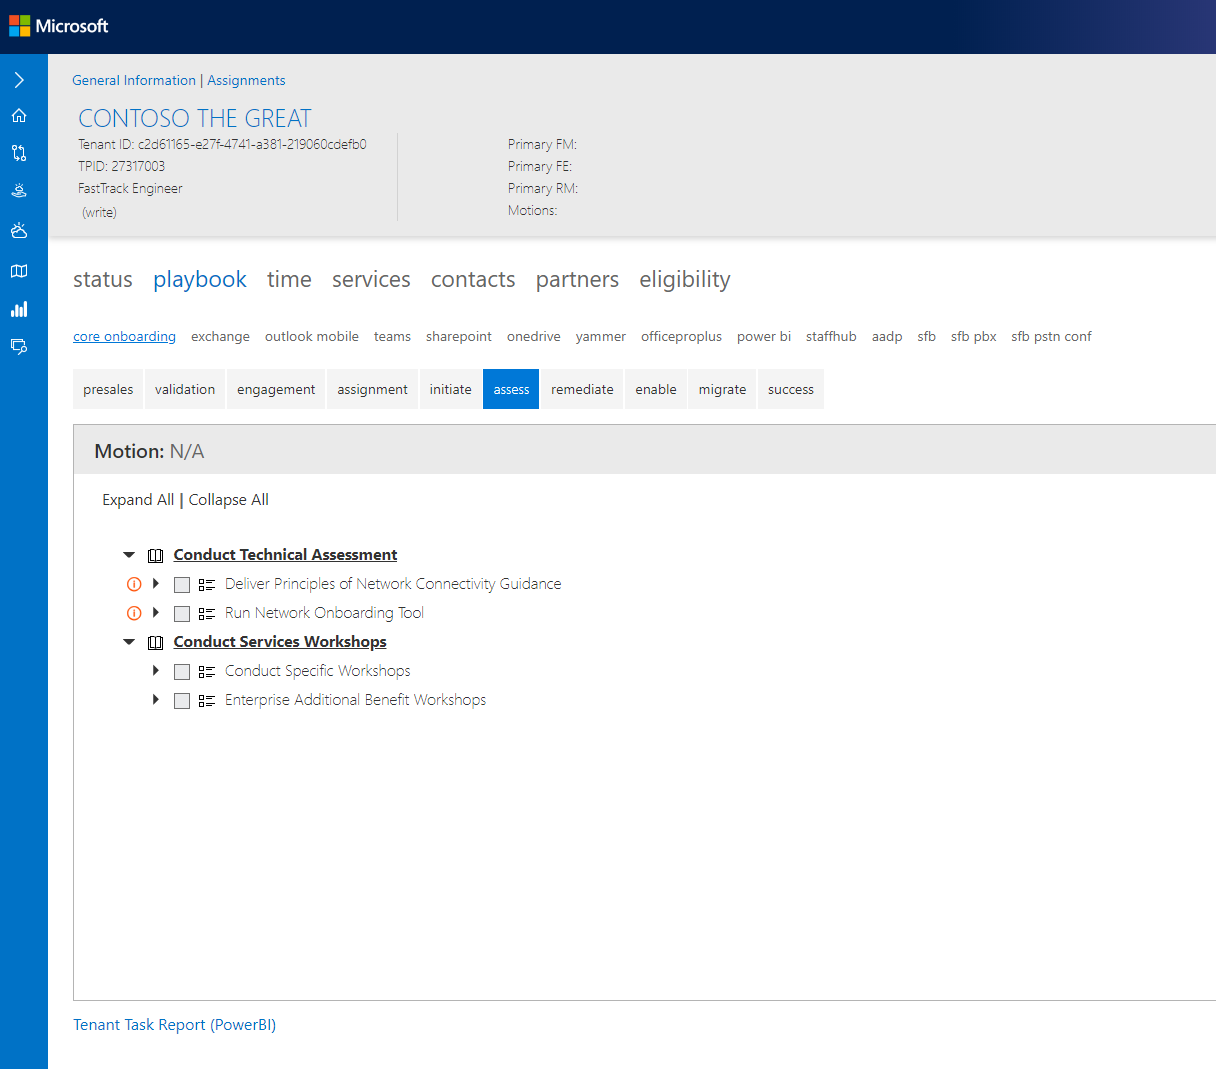 Microsoft
General Information | Assignments
CONTOSO THE GREAT
Tenant ID: c2d61165-e27f-4741-a381-219060cdefb0
TPID: 27317003
FastTrack Engineer
(write)
Primary FM:
Primary FE:
Primary RM:
Motions:
status playbook time services contacts partners eligibility
core onboarding exchange outlook mobile teams sharepoint onedrive yammer officeproplus power bi staffhub aadp sfb sfb pbx sfb pstn conf
presales validation engagement assignment initiate assess remediate enable migrate success
Motion: N/A
Expand All | Collapse All
Conduct Technical Assessment
Deliver Principles of Network Connectivity Guidance
Run Network Onboarding Tool
Conduct Services Workshops
Conduct Specific Workshops
Enterprise Additional Benefit Workshops
Tenant Task Report (PowerBI)